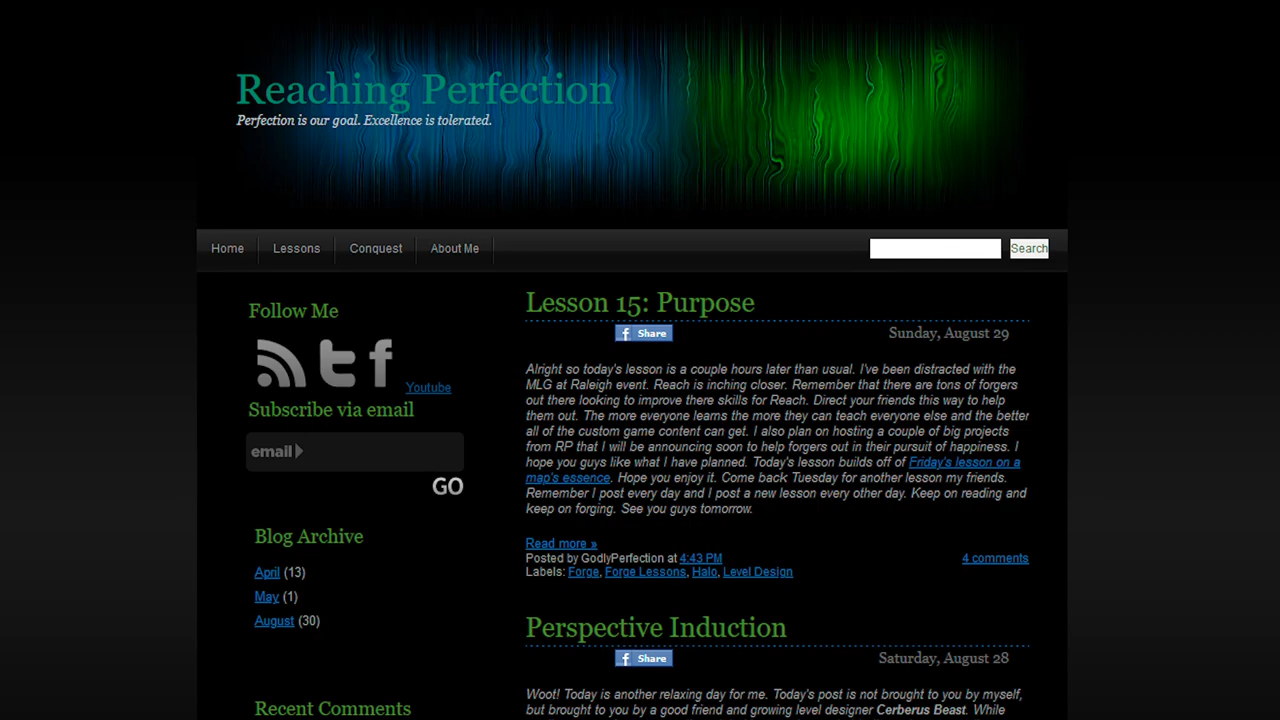 Reaching Perfection
Perfection is our goal. Excellence is tolerated.
Home Lessons Conquest About Me Search
Follow Me
Youtube
Subscribe via email
email
GO
Blog Archive
April (13)
May (1)
August (30)
Recent Comments
Lesson 15: Purpose
f Share
Sunday, August 29
Alright so today's lesson is a couple hours later than usual. I've been distracted with the
MLG at Raleigh event. Reach is inching closer. Remember that there are tons of forgers
out there looking to improve there skills for Reach. Direct your friends this way to help
them out. The more everyone learns the more they can teach everyone else and the better
all of the custom game content can get. I also plan on hosting a couple of big projects
from RP that I will be announcing soon to help forgers out in their pursuit of happiness. I
hope you guys like what I have planned. Today's lesson builds off of Friday's lesson on a
map's essence. Hope you enjoy it. Come back Tuesday for another lesson my friends.
Remember I post every day and I post a new lesson every other day. Keep on reading and
keep on forging. See you guys tomorrow.
Read more »
Posted by GodlyPerfection at 4:43 PM 4 comments
Labels: Forge, Forge Lessons, Halo, Level Design
Perspective Induction
f Share
Saturday, August 28
Woot! Today is another relaxing day for me. Today's post is not brought to you by myself,
but brought to you by a good friend and growing level designer Cerberus Beast. While